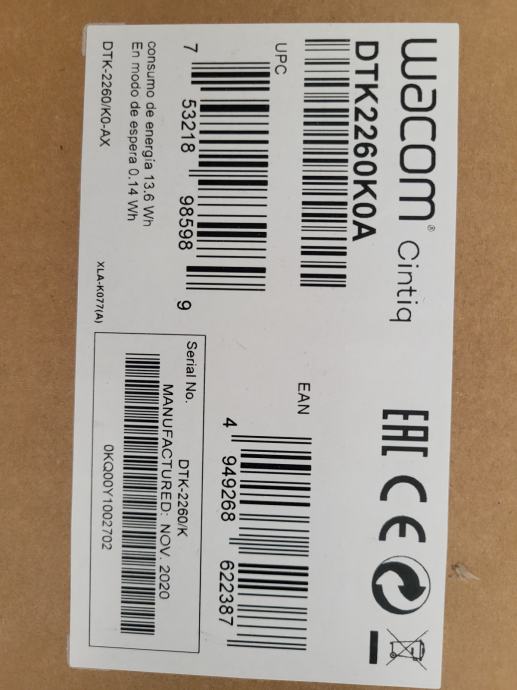 wacom® Cintiq
DTK2260K0A
UPC
7 53218 98598 9
consumo de energia 13.6 Wh
En modo de espera 0.14 Wh
DTK-2260/K0-AX
XLA-K077(A)
EAC CE
EAN
4 949268 622387
Serial No.
DTK-2260/K
MANUFACTURED: NOV. 2020
0KQ00Y1002702